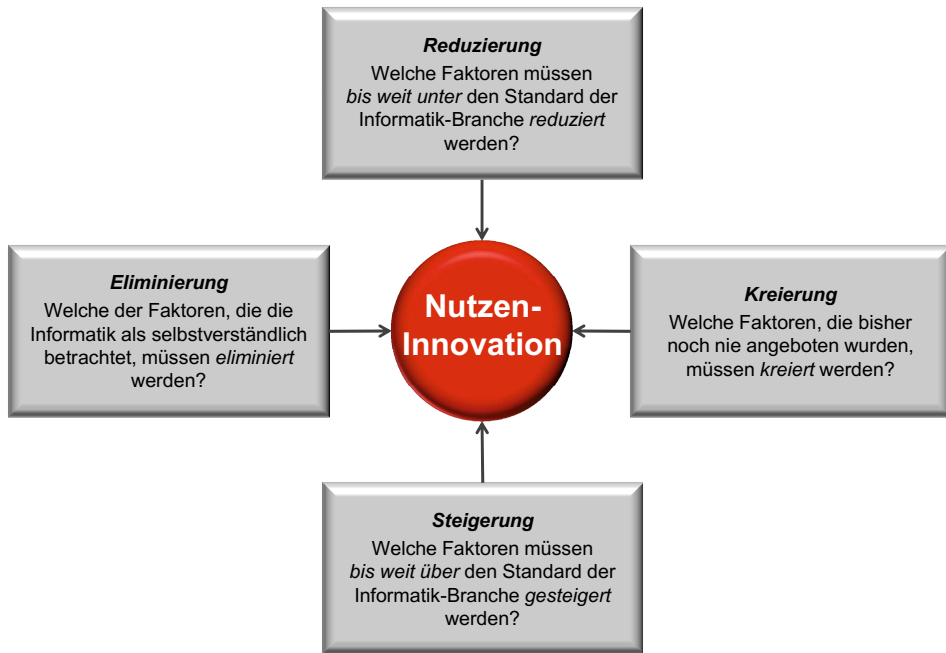 Reduzierung
Welche Faktoren müssen
bis weit unter den Standard der
Informatik-Branche reduziert
werden?
Eliminierung
Welche der Faktoren, die die
Informatik als selbstverständlich
betrachtet, müssen eliminiert
werden?
Nutzen-
Innovation
Kreierung
Welche Faktoren, die bisher
noch nie angeboten wurden,
müssen kreiert werden?
Steigerung
Welche Faktoren müssen
bis weit über den Standard der
Informatik-Branche gesteigert
werden?